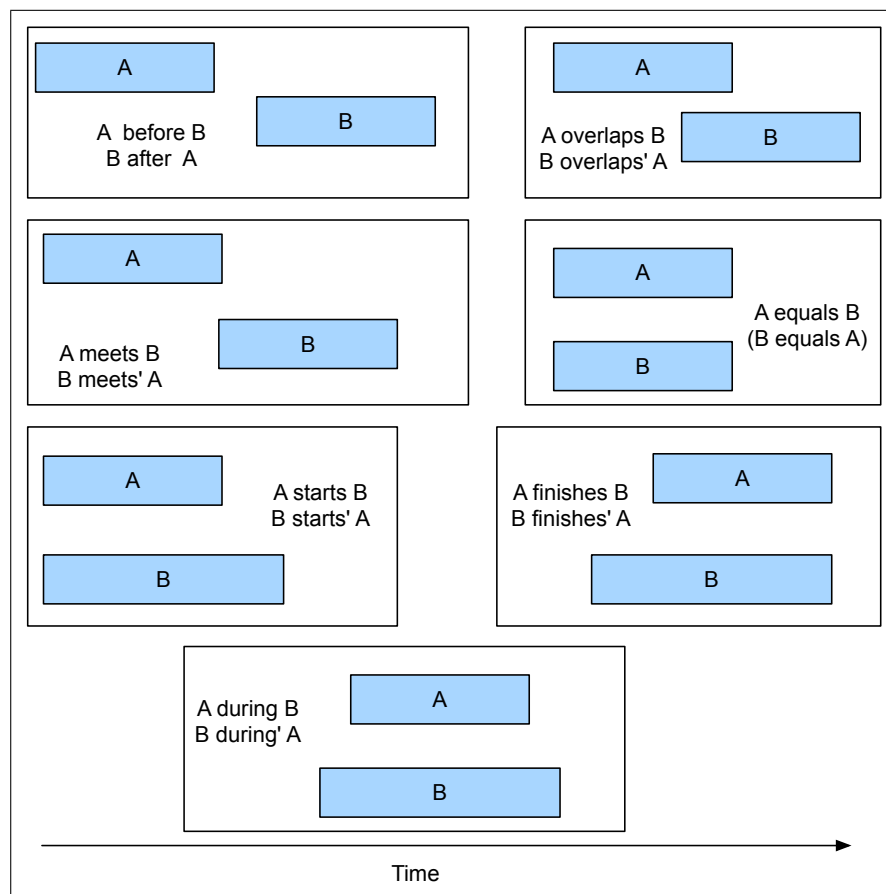 A
B
A before B
B after A
A
B
A overlaps B
B overlaps' A
A
B
A meets B
B meets' A
A
B
A equals B
(B equals A)
A
B
A starts B
B starts' A
A
B
A finishes B
B finishes' A
A
B
A during B
B during' A
Time